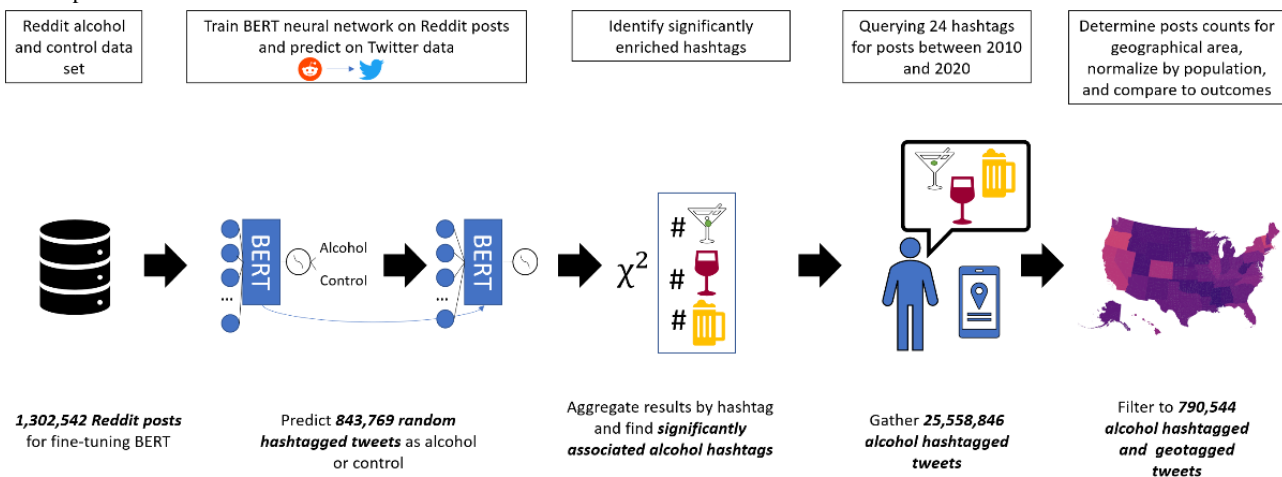 Reddit alcohol
and control data
set
Train BERT neural network on Reddit posts
and predict on Twitter data
Identify significantly
enriched hashtags
Querying 24 hashtags
for posts between 2010
and 2020
Determine posts counts for
geographical area,
normalize by population,
and compare to outcomes
BERT
...
Alcohol
Control
BERT
...
χ²
#
#
#
1,302,542 Reddit posts
for fine-tuning BERT
Predict 843,769 random
hashtagged tweets as alcohol
or control
Aggregate results by hashtag
and find significantly
associated alcohol hashtags
Gather 25,558,846
alcohol hashtagged
tweets
Filter to 790,544
alcohol hashtagged
and geotagged
tweets